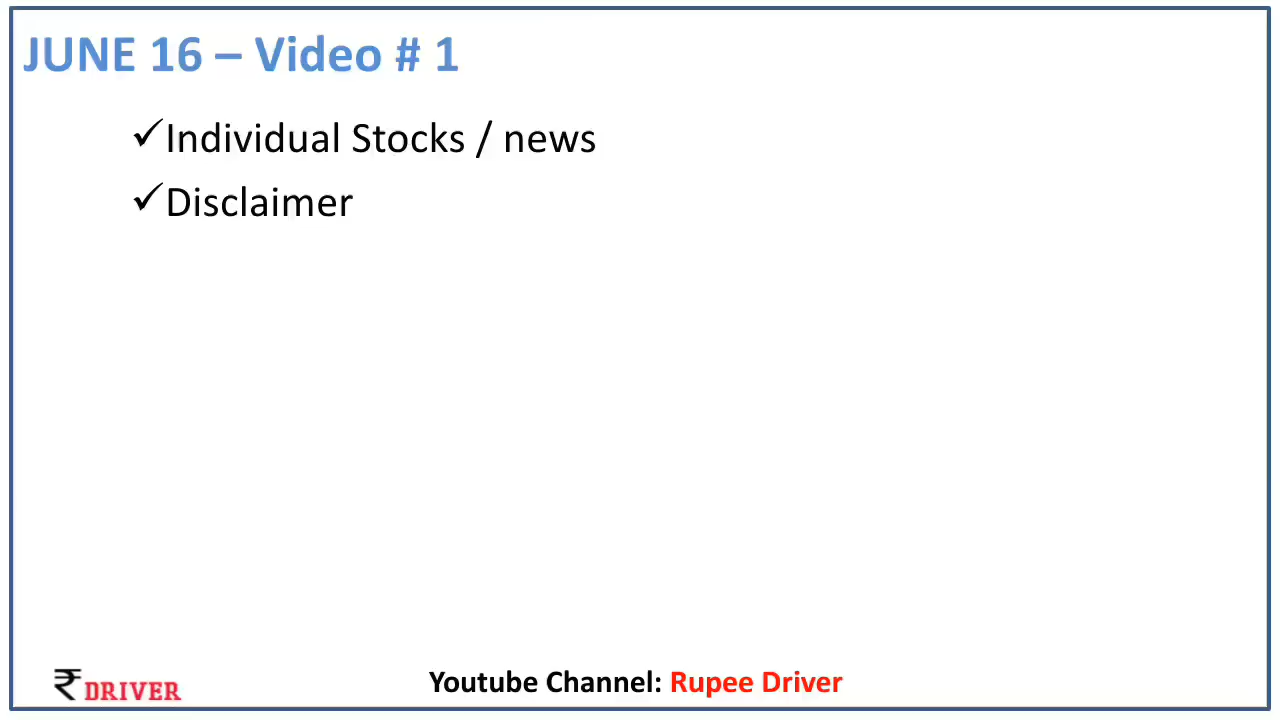 JUNE 16 – Video # 1
✓Individual Stocks / news
✓Disclaimer
₹ DRIVER
Youtube Channel: Rupee Driver